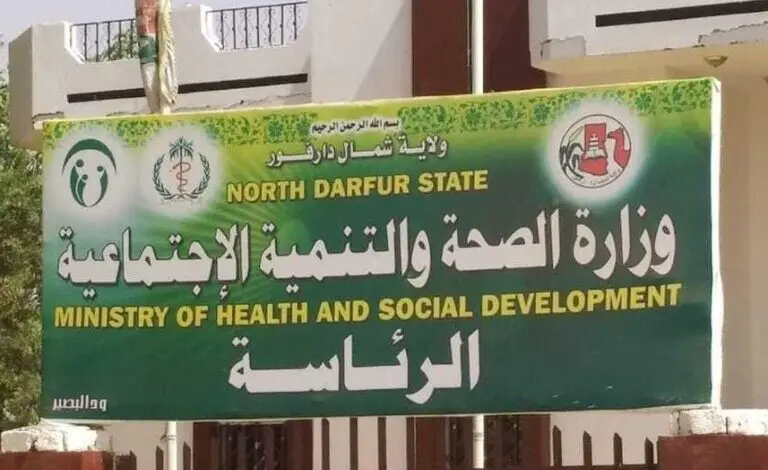 بسم الله الرحمن الرحيم
ولاية شمال دارفور
NORTH DARFUR STATE
وزارة الصحة والتنمية الإجتماعية
MINISTRY OF HEALTH AND SOCIAL DEVELOPMENT
الرئاسة
ودالبصير